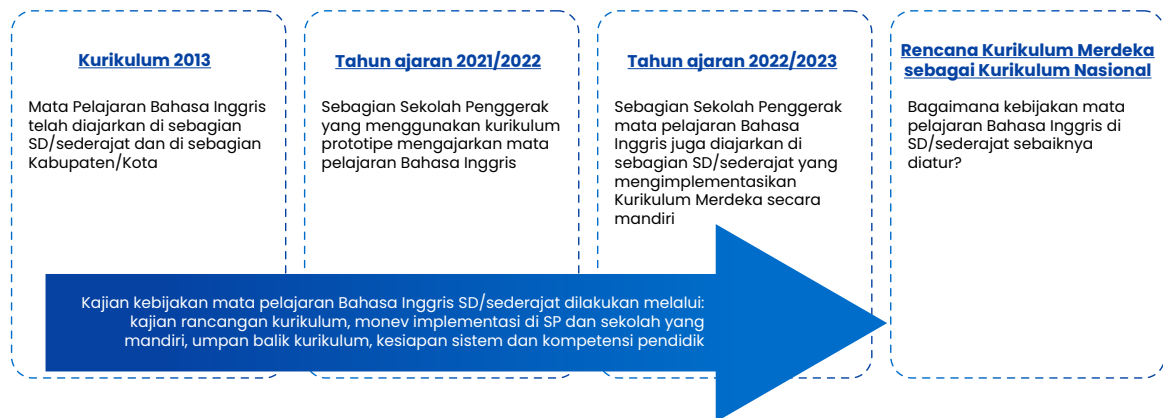 Kurikulum 2013
Mata Pelajaran Bahasa Inggris
telah diajarkan di sebagian
SD/sederajat dan di sebagian
Kabupaten/Kota
Tahun ajaran 2021/2022
Sebagian Sekolah Penggerak
yang menggunakan kurikulum
prototipe mengajarkan mata
pelajaran Bahasa Inggris
Tahun ajaran 2022/2023
Sebagian Sekolah Penggerak
mata pelajaran Bahasa
Inggris juga diajarkan di
sebagian SD/sederajat yang
mengimplementasikan
Kurikulum Merdeka secara
mandiri
Rencana Kurikulum Merdeka
sebagai Kurikulum Nasional
Bagaimana kebijakan mata
pelajaran Bahasa Inggris di
SD/sederajat sebaiknya
diatur?
Kajian kebijakan mata pelajaran Bahasa Inggris SD/sederajat dilakukan melalui:
kajian rancangan kurikulum, monev implementasi di SP dan sekolah yang
mandiri, umpan balik kurikulum, kesiapan sistem dan kompetensi pendidik